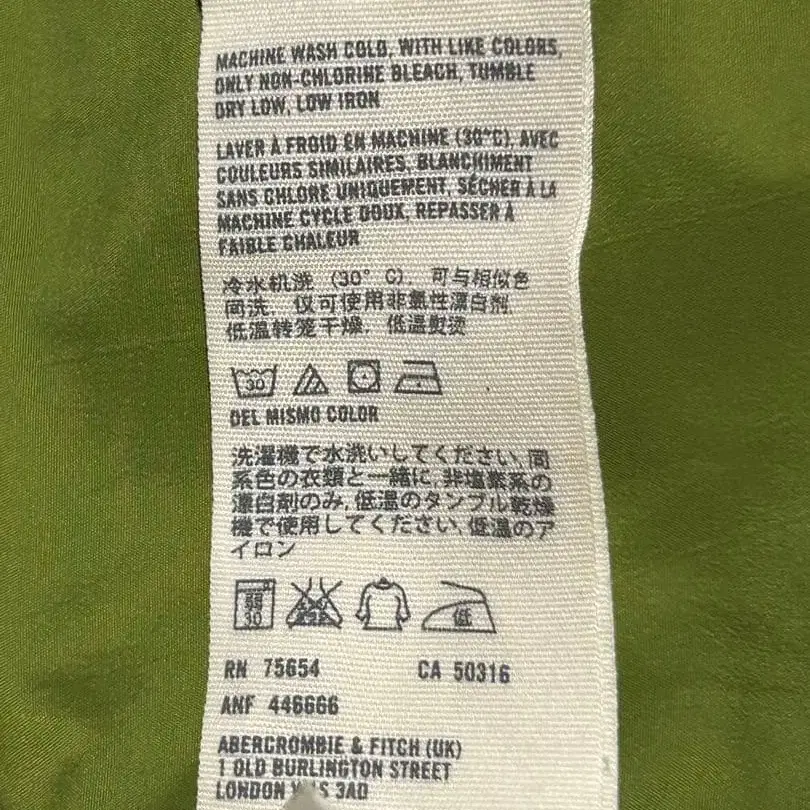 MACHINE WASH COLD, WITH LIKE COLORS,
ONLY NON-CHLORINE BLEACH, TUMBLE
DRY LOW, LOW IRON
LAVER À FROID EN MACHINE (30°C), AVEC
COULEURS SIMILAIRES, BLANCHIMENT
SANS CHLORE UNIQUEMENT, SÉCHER À LA
MACHINE CYCLE DOUX, REPASSER À
FAIBLE CHALEUR
冷水机洗 (30° C), 可与相似色
同洗, 仅可使用非氯性漂白剂,
低温转笼干燥, 低温熨烫
30
DEL MISMO COLOR
洗濯機で水洗いしてください, 同
系色の衣類と一緒に, 非塩素系の
漂白剤のみ, 低温のタンブル乾燥
機で使用してください, 低温のア
イロン
弱 30 低
RN 75654 CA 50316
ANF 446666
ABERCROMBIE & FITCH (UK)
1 OLD BURLINGTON STREET
LONDON 3AD